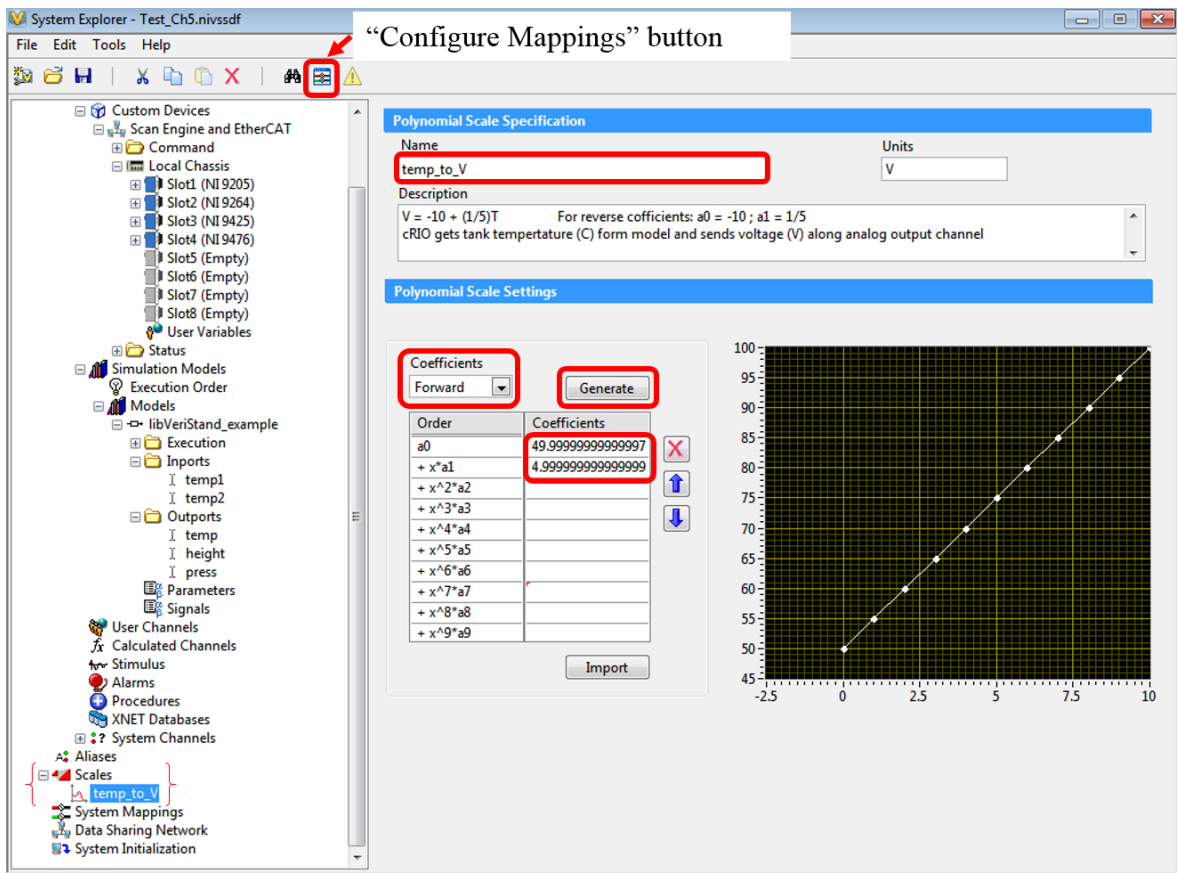 System Explorer - Test_Ch5.nivssdf
“Configure Mappings” button
File Edit Tools Help
Custom Devices
Scan Engine and EtherCAT
Command
Local Chassis
Slot1 (NI 9205)
Slot2 (NI 9264)
Slot3 (NI 9425)
Slot4 (NI 9476)
Slot5 (Empty)
Slot6 (Empty)
Slot7 (Empty)
Slot8 (Empty)
User Variables
Status
Simulation Models
Execution Order
Models
libVeriStand_example
Execution
Inports
temp1
temp2
Outports
temp
height
press
Parameters
Signals
User Channels
Calculated Channels
Stimulus
Alarms
Procedures
XNET Databases
System Channels
Aliases
Scales
temp_to_V
System Mappings
Data Sharing Network
System Initialization
Polynomial Scale Specification
Name Units
temp_to_V V
Description
V = -10 + (1/5)T For reverse cofficients: a0 = -10 ; a1 = 1/5
cRIO gets tank tempertature (C) form model and sends voltage (V) along analog output channel
Polynomial Scale Settings
Coefficients
Forward Generate
Order Coefficients
a0 49.99999999999997
+ x*a1 4.999999999999999
+ x^2*a2
+ x^3*a3
+ x^4*a4
+ x^5*a5
+ x^6*a6
+ x^7*a7
+ x^8*a8
+ x^9*a9
Import
100
95
90
85
80
75
70
65
60
55
50
45
-2.5 0 2.5 5 7.5 10